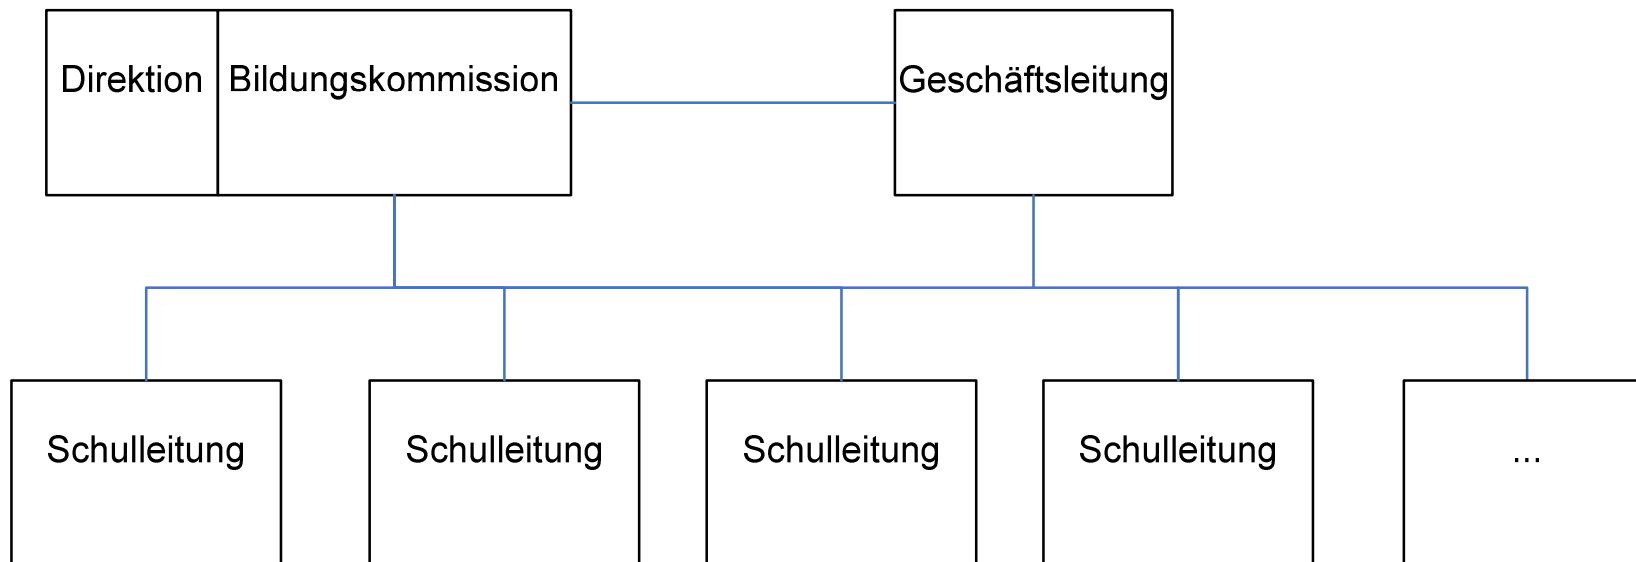 Direktion
Bildungskommission
Geschäftsleitung
Schulleitung
Schulleitung
Schulleitung
Schulleitung
...